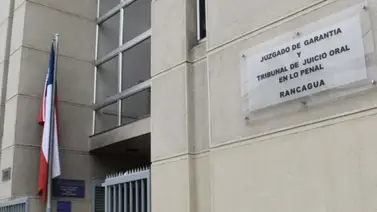 JUZGADO DE GARANTIA
Y
TRIBUNAL DE JUICIO ORAL
EN LO PENAL
RANCAGUA